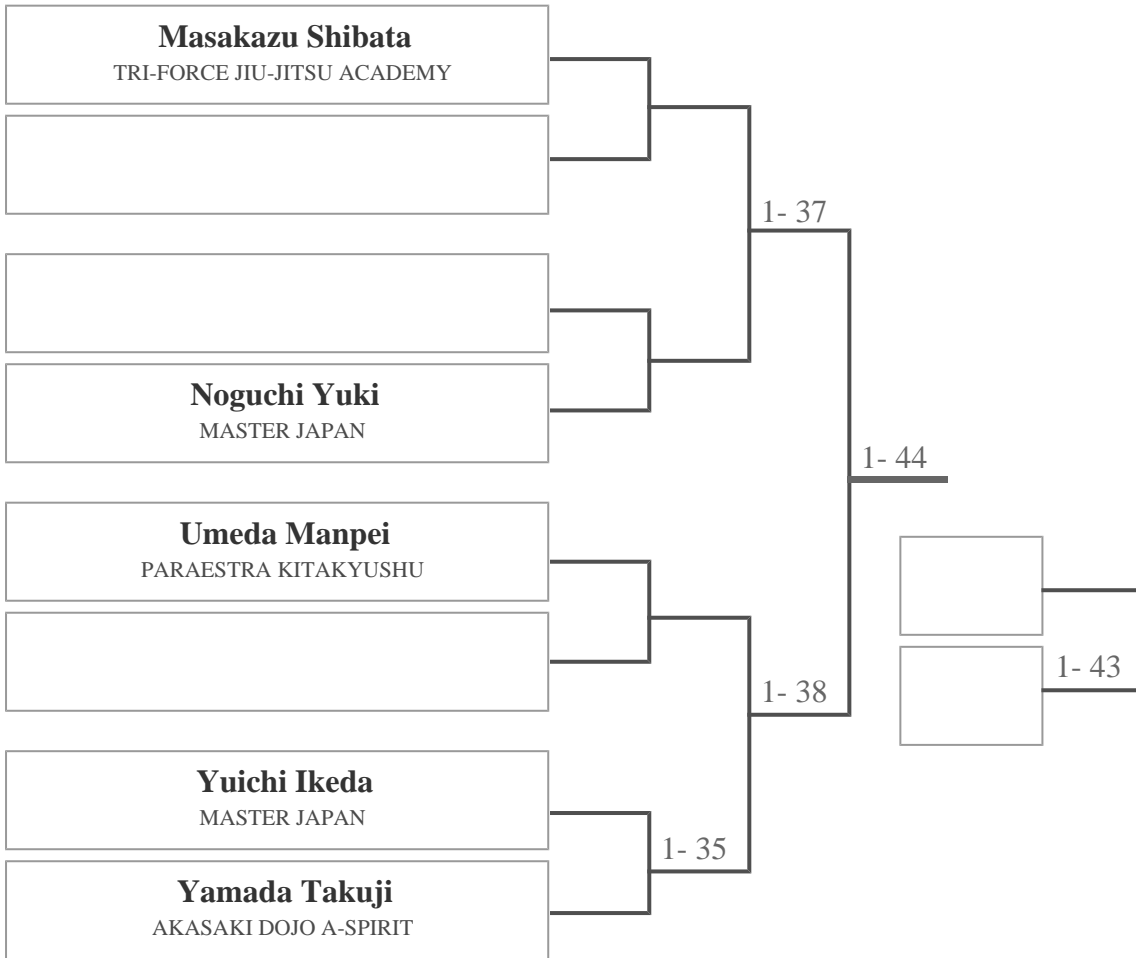 Masakazu Shibata
TRI-FORCE JIU-JITSU ACADEMY
1- 37
Noguchi Yuki
MASTER JAPAN
1- 44
Umeda Manpei
PARAESTRA KITAKYUSHU
1- 43
1- 38
Yuichi Ikeda
MASTER JAPAN
1- 35
Yamada Takuji
AKASAKI DOJO A-SPIRIT